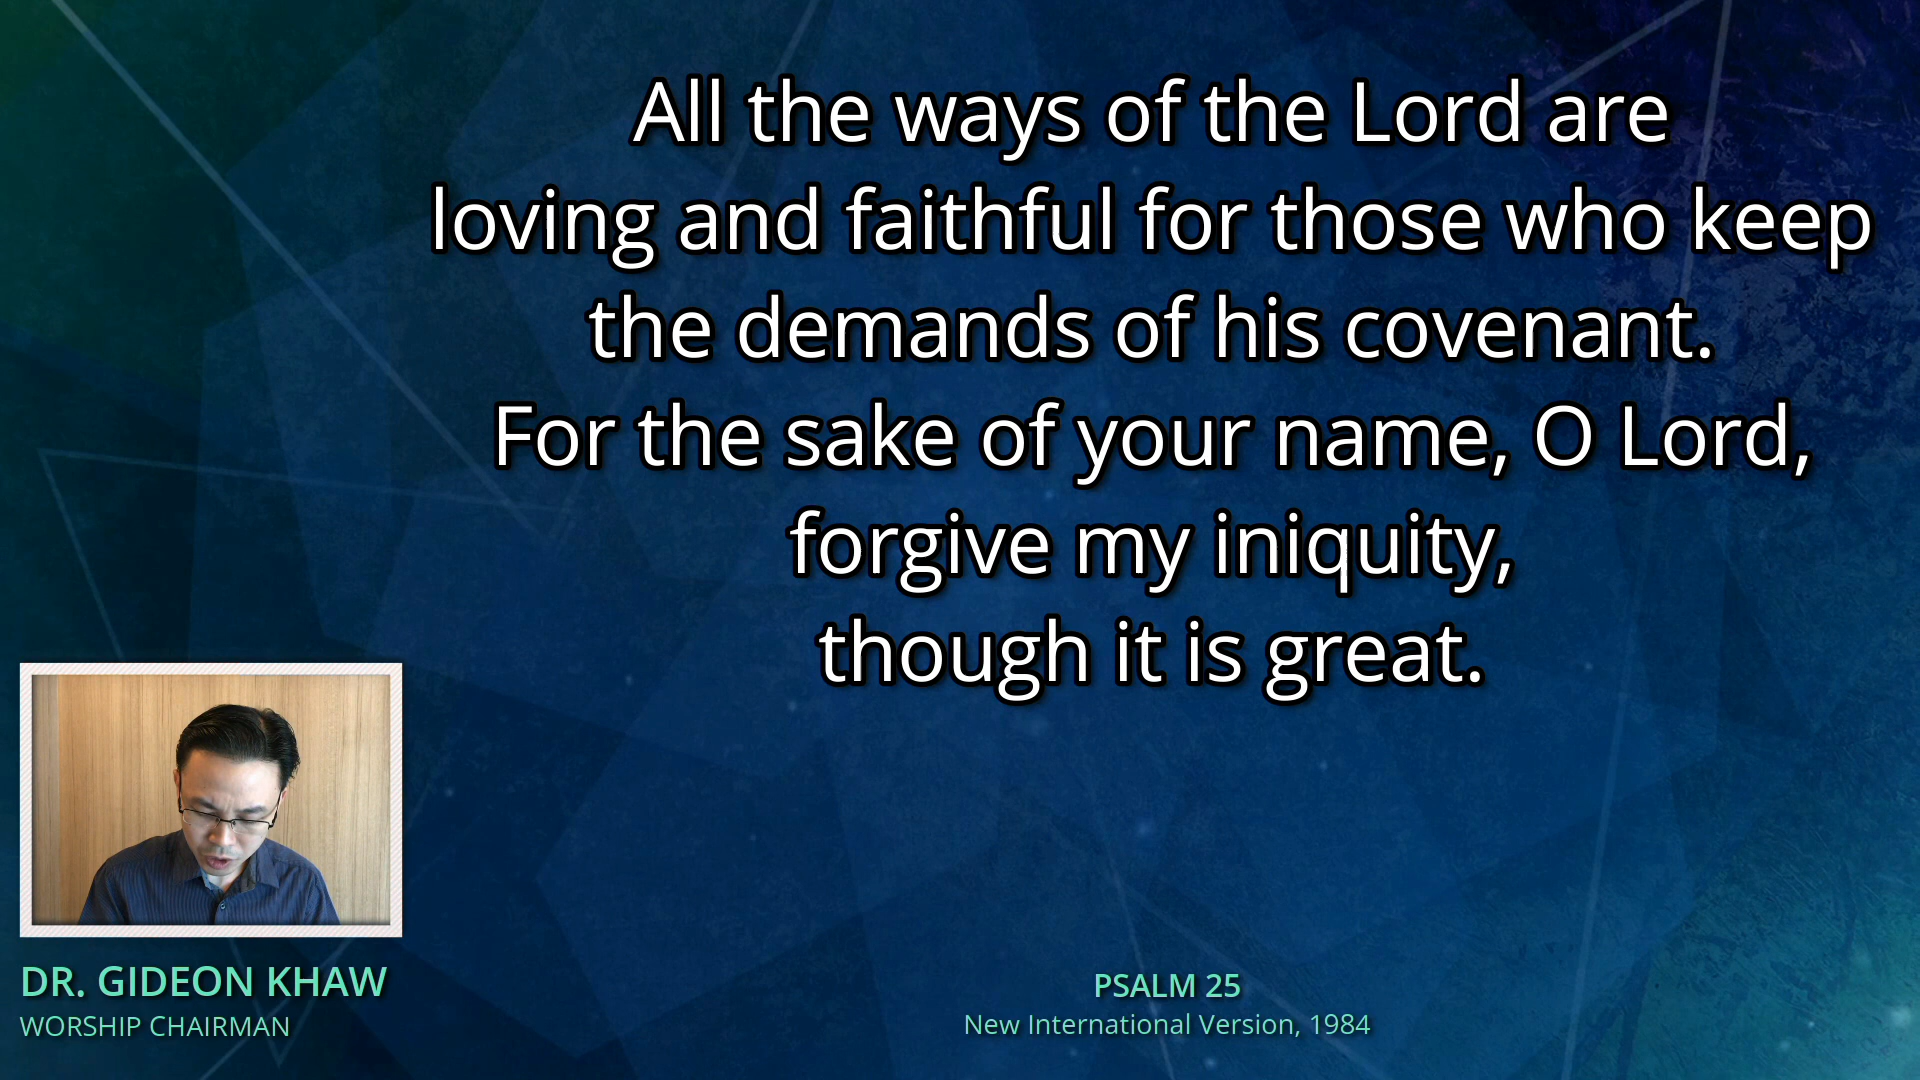 All the ways of the Lord are
loving and faithful for those who keep
the demands of his covenant.
For the sake of your name, O Lord,
forgive my iniquity,
though it is great.
DR. GIDEON KHAW
WORSHIP CHAIRMAN
PSALM 25
New International Version, 1984